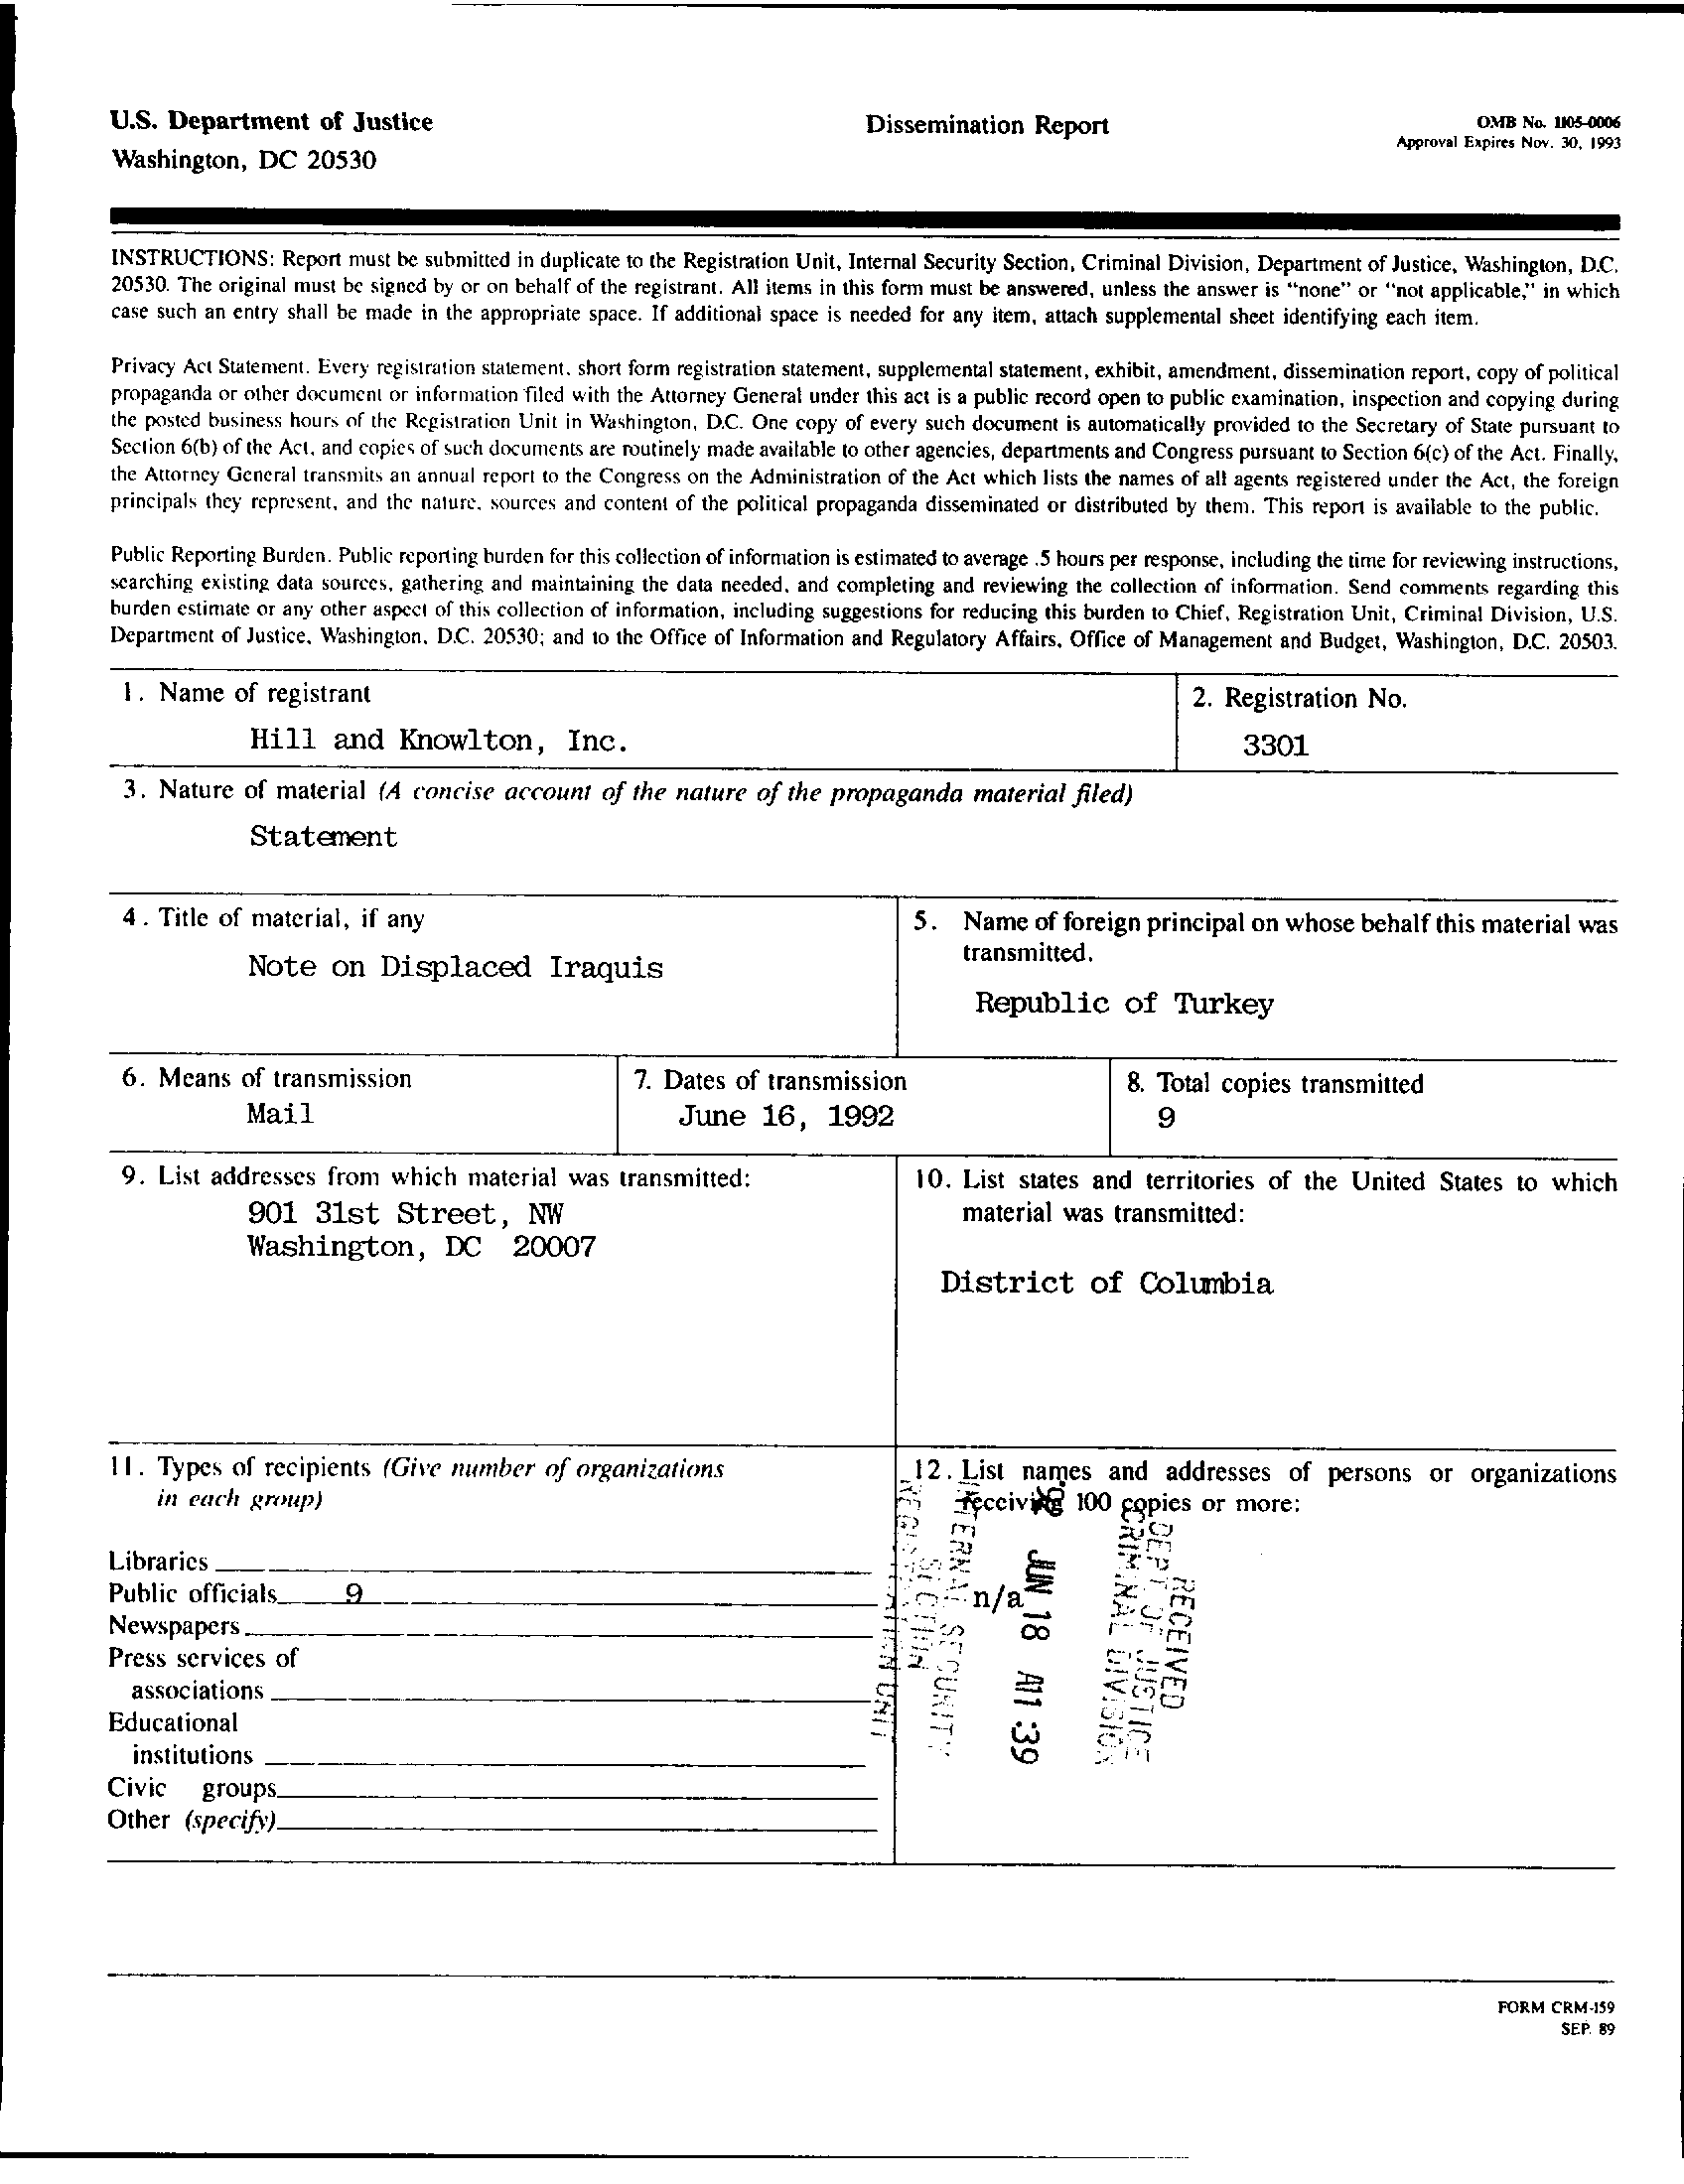 U.S. Department of Justice
Washington, DC 20530
Dissemination Report
OMB No. 1105-0006
Approval Expires Nov. 30, 1993
INSTRUCTIONS: Report must be submitted in duplicate to the Registration Unit, Internal Security Section, Criminal Division, Department of Justice, Washington, D.C.
20530. The original must be signed by or on behalf of the registrant. All items in this form must be answered, unless the answer is "none" or "not applicable," in which
case such an entry shall be made in the appropriate space. If additional space is needed for any item, attach supplemental sheet identifying each item.
Privacy Act Statement. Every registration statement, short form registration statement, supplemental statement, exhibit, amendment, dissemination report, copy of political
propaganda or other document or information filed with the Attorney General under this act is a public record open to public examination, inspection and copying during
the posted business hours of the Registration Unit in Washington, D.C. One copy of every such document is automatically provided to the Secretary of State pursuant to
Section 6(b) of the Act, and copies of such documents are routinely made available to other agencies, departments and Congress pursuant to Section 6(c) of the Act. Finally,
the Attorney General transmits an annual report to the Congress on the Administration of the Act which lists the names of all agents registered under the Act, the foreign
principals they represent, and the nature, sources and content of the political propaganda disseminated or distributed by them. This report is available to the public.
Public Reporting Burden. Public reporting burden for this collection of information is estimated to average .5 hours per response, including the time for reviewing instructions,
searching existing data sources, gathering and maintaining the data needed, and completing and reviewing the collection of information. Send comments regarding this
burden estimate or any other aspect of this collection of information, including suggestions for reducing this burden to Chief, Registration Unit, Criminal Division, U.S.
Department of Justice, Washington, D.C. 20530; and to the Office of Information and Regulatory Affairs, Office of Management and Budget, Washington, D.C. 20503.
1. Name of registrant
Hill and Knowlton, Inc.
2. Registration No.
3301
3. Nature of material (A concise account of the nature of the propaganda material filed)
Statement
4. Title of material, if any
Note on Displaced Iraquis
5. Name of foreign principal on whose behalf this material was
transmitted.
Republic of Turkey
6. Means of transmission
Mail
7. Dates of transmission
June 16, 1992
8. Total copies transmitted
9
9. List addresses from which material was transmitted:
901 31st Street, NW
Washington, DC 20007
10. List states and territories of the United States to which
material was transmitted:
District of Columbia
11. Types of recipients (Give number of organizations
in each group)
Libraries
Public officials 9
Newspapers
Press services of
associations
Educational
institutions
Civic groups
Other (specify)
12. List names and addresses of persons or organizations
receiving 100 copies or more:
n/a
RECEIVED
DEPT OF JUSTICE
CRIMINAL DIVISION
'92 JUN 18 A11:39
INTERNAL SECURITY
SECTION
REGISTRATION UNIT
FORM CRM-159
SEP. 89